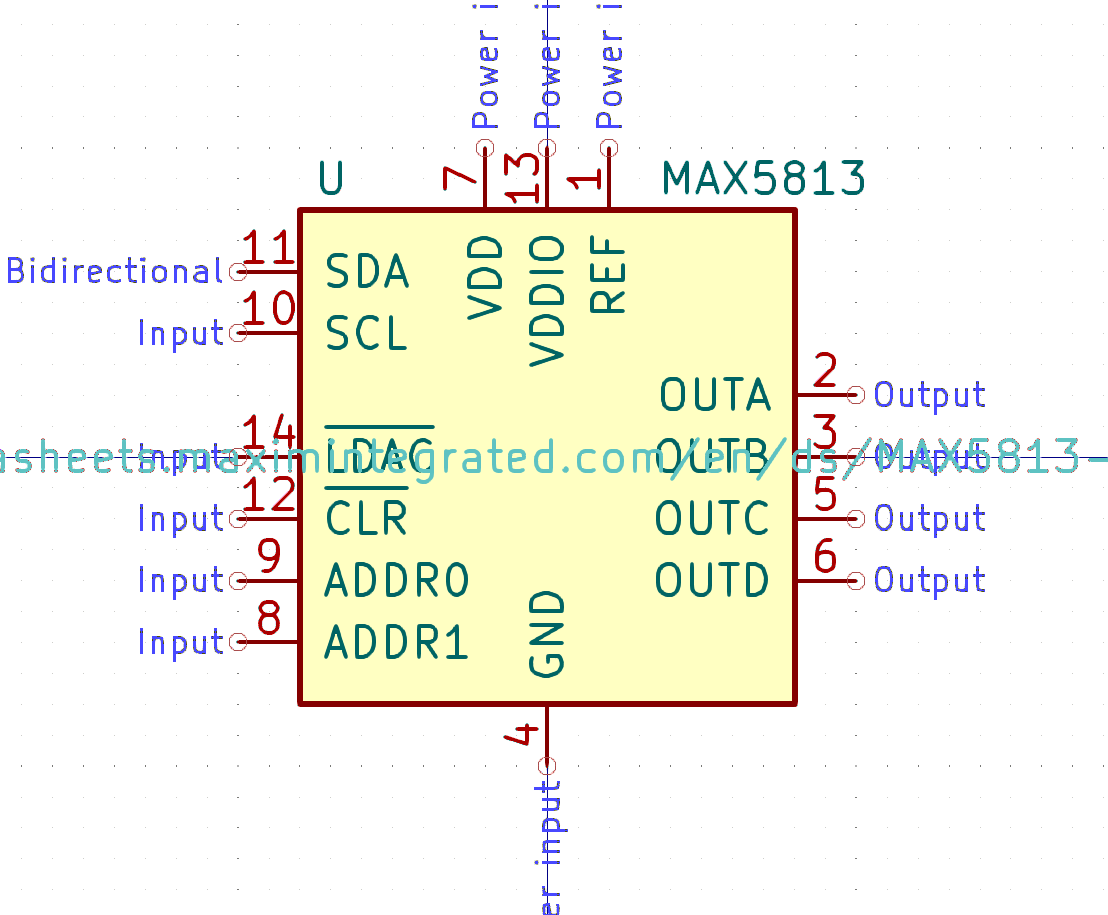 Power i
Power i
Power i
7
13
1
U
MAX5813
VDD
VDDIO
REF
Bidirectional
11
SDA
Input
10
SCL
OUTA
2
Output
Input
14
LDAC
OUTB
3
Output
asheets.maximintegrated.com/en/ds/MAX5813-
Input
12
CLR
OUTC
5
Output
Input
9
ADDR0
OUTD
6
Output
Input
8
ADDR1
GND
4
er input